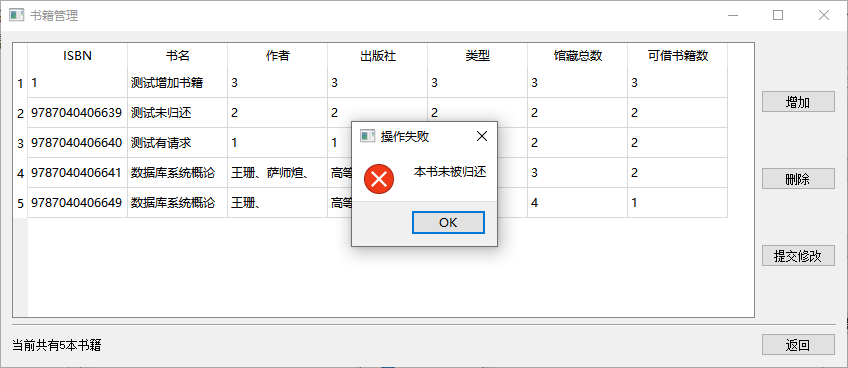 书籍管理
ISBN 书名 作者 出版社 类型 馆藏总数 可借书籍数
1 1 测试增加书籍 3 3 3 3 3
2 9787040406639 测试未归还 2 2 2 2 2
3 9787040406640 测试有请求 1 1 2 2
4 9787040406641 数据库系统概论 王珊、萨师煊、 高等 3 2
5 9787040406649 数据库系统概论 王珊、 高等 4 1
操作失败
本书未被归还
OK
增加
删除
提交修改
当前共有5本书籍
返回